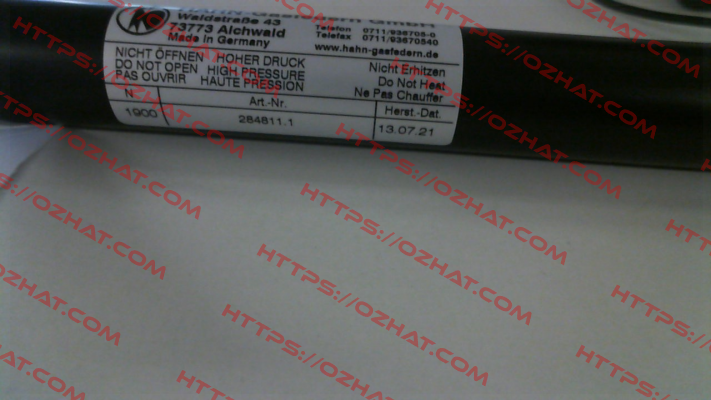 HAHN-Gasfedern GmbH
Waldstraße 43
73773 Aichwald
Made in Germany
Telefon 0711/936705-0
Telefax 0711/93670540
www.hahn-gasfedern.de
NICHT ÖFFNEN HOHER DRUCK
DO NOT OPEN HIGH PRESSURE
PAS OUVRIR HAUTE PRESSION
Nicht Erhitzen
Do Not Heat
Ne Pas Chauffer
N Art.-Nr. Herst.-Dat.
1900 284811.1 13.07.21
HTTPS://OZHAT.COM
HTTPS://OZHAT.COM
HTTPS://OZHAT.COM
HTTPS://OZHAT.COM
HTTPS://OZHAT.COM
HTTPS://OZHAT.COM
HTTPS://OZHAT.COM
HTTPS://OZHAT.COM